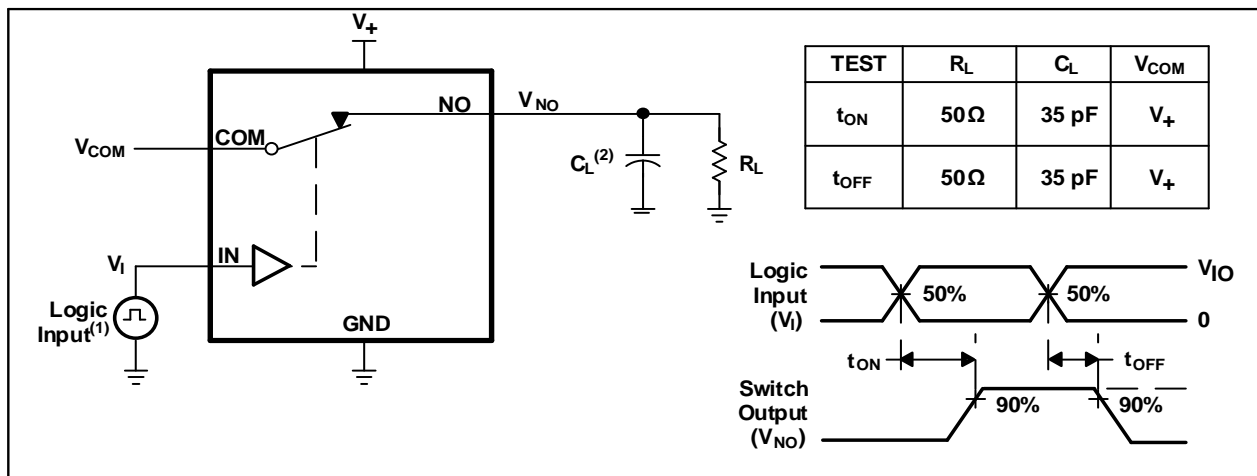 V+
NO
VNO
COM
VCOM
CL(2)
RL
VI
IN
Logic
Input(1)
GND
TEST RL CL VCOM
tON 50Ω 35 pF V+
tOFF 50Ω 35 pF V+
Logic
Input
(VI)
50%
50%
VIO
0
tON
tOFF
Switch
Output
(VNO)
90%
90%